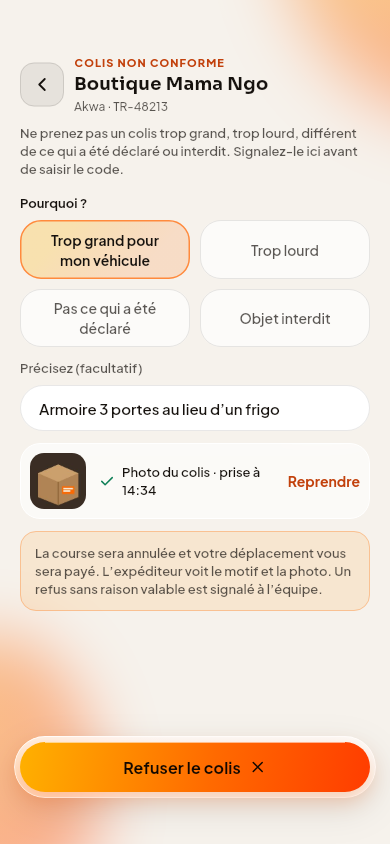 COLIS NON CONFORME
Boutique Mama Ngo
Akwa · TR-48213
Ne prenez pas un colis trop grand, trop lourd, différent
de ce qui a été déclaré ou interdit. Signalez-le ici avant
de saisir le code.
Pourquoi ?
Trop grand pour
mon véhicule
Trop lourd
Pas ce qui a été
déclaré
Objet interdit
Précisez (facultatif)
Armoire 3 portes au lieu d’un frigo
Photo du colis · prise à
14:34
Reprendre
La course sera annulée et votre déplacement vous
sera payé. L’expéditeur voit le motif et la photo. Un
refus sans raison valable est signalé à l’équipe.
Refuser le colis